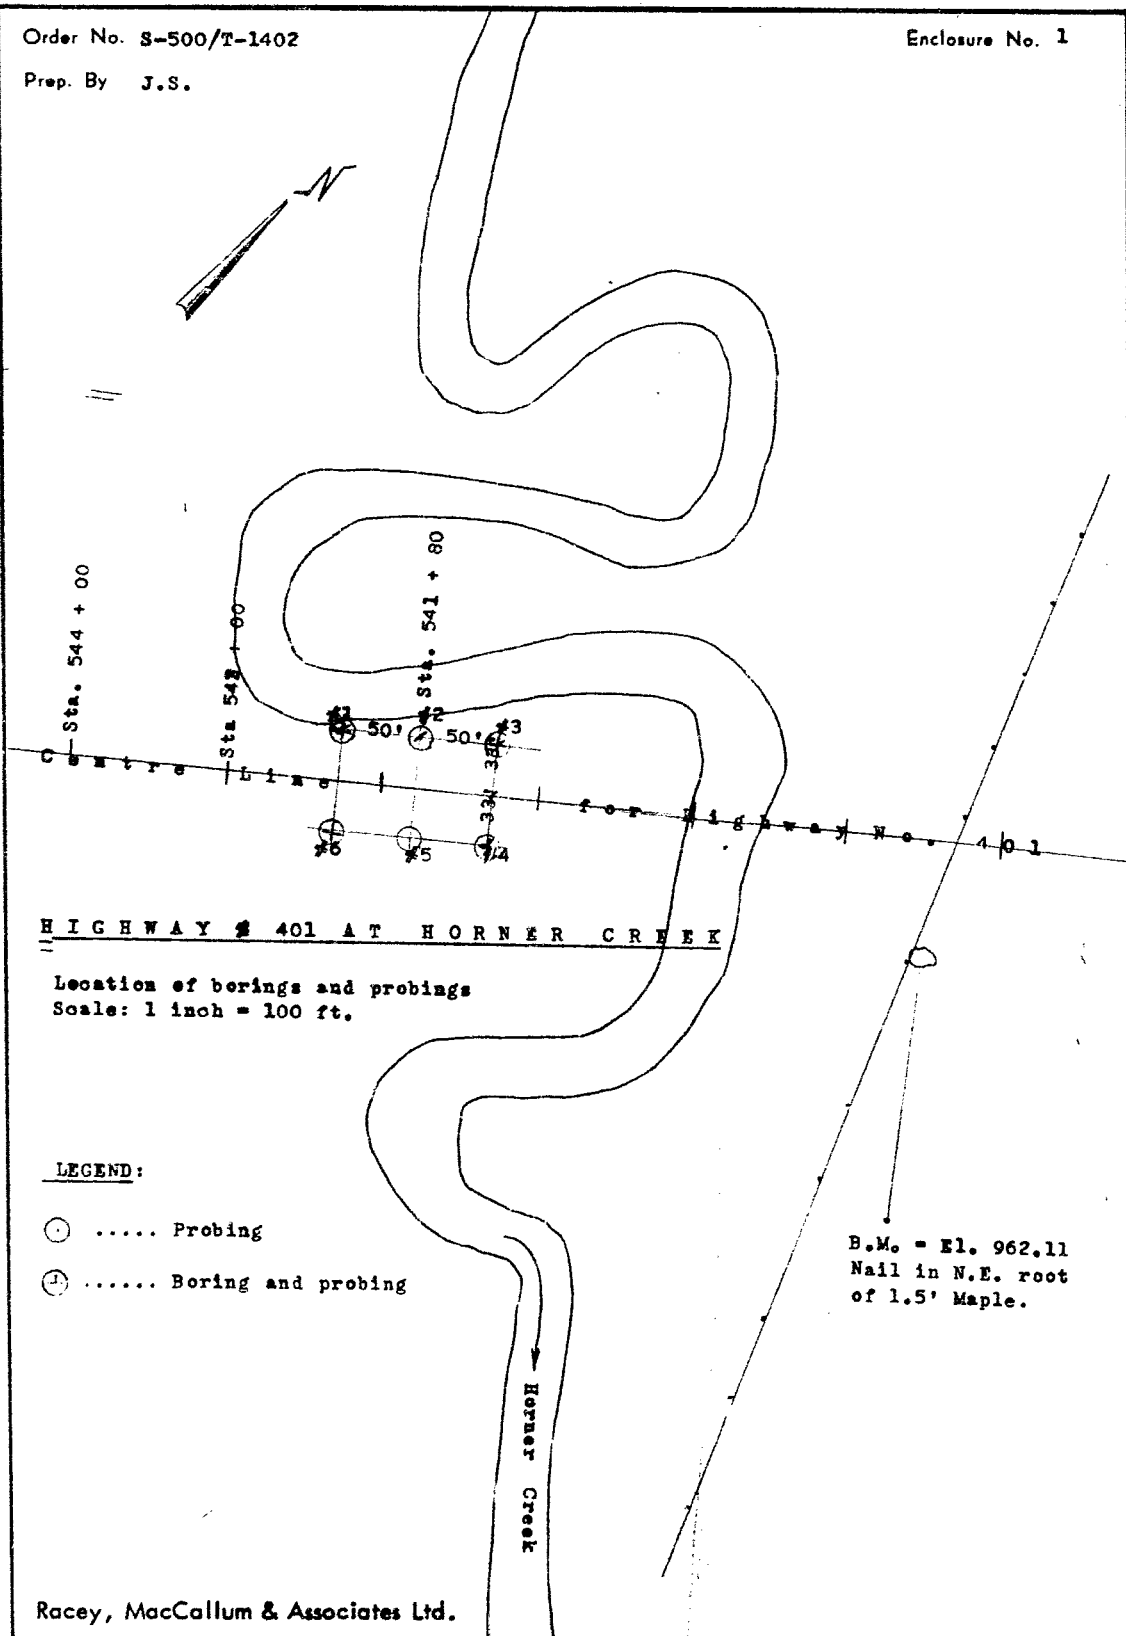 Order No. S-500/T-1402
Enclosure No. 1
Prep. By J.S.
N
Sta. 544 + 00
Sta + 00
Sta. 541 + 80
#1
50'
#2
50'
#3
33'
33'
#6
#5
#4
Centre Line for Highway No. 401
HIGHWAY # 401 AT HORNER CREEK
Location of borings and probings
Scale: 1 inch = 100 ft.
LEGEND:
..... Probing
...... Boring and probing
B.M. = El. 962.11
Nail in N.E. root
of 1.5' Maple.
Horner Creek
Racey, MacCallum & Associates Ltd.